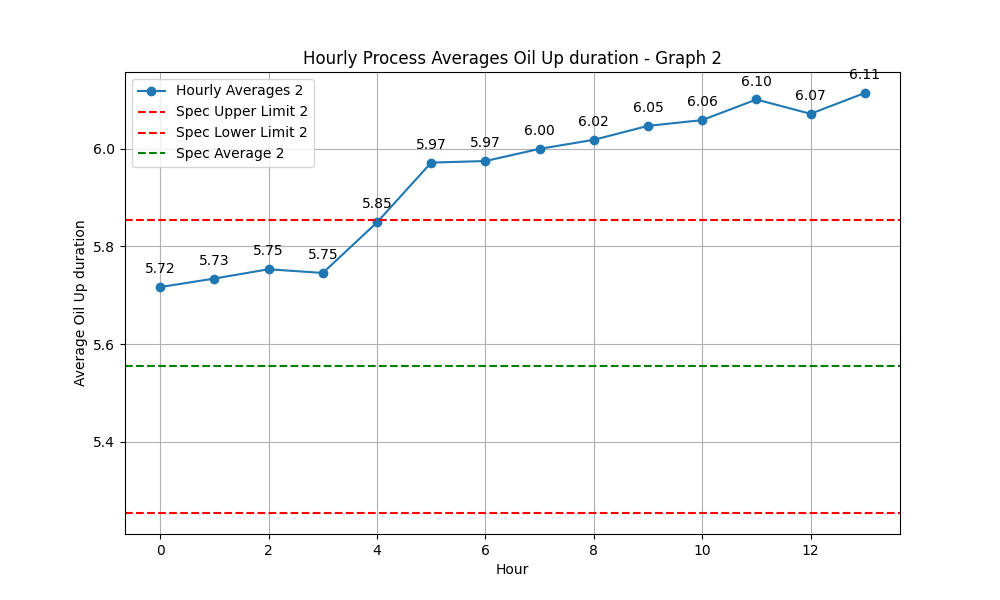 Hourly Process Averages Oil Up duration - Graph 2
Hourly Averages 2
Spec Upper Limit 2
Spec Lower Limit 2
Spec Average 2
5.72
5.73
5.75
5.75
5.85
5.97
5.97
6.00
6.02
6.05
6.06
6.10
6.07
6.11
6.0
5.8
5.6
5.4
Average Oil Up duration
0 2 4 6 8 10 12
Hour